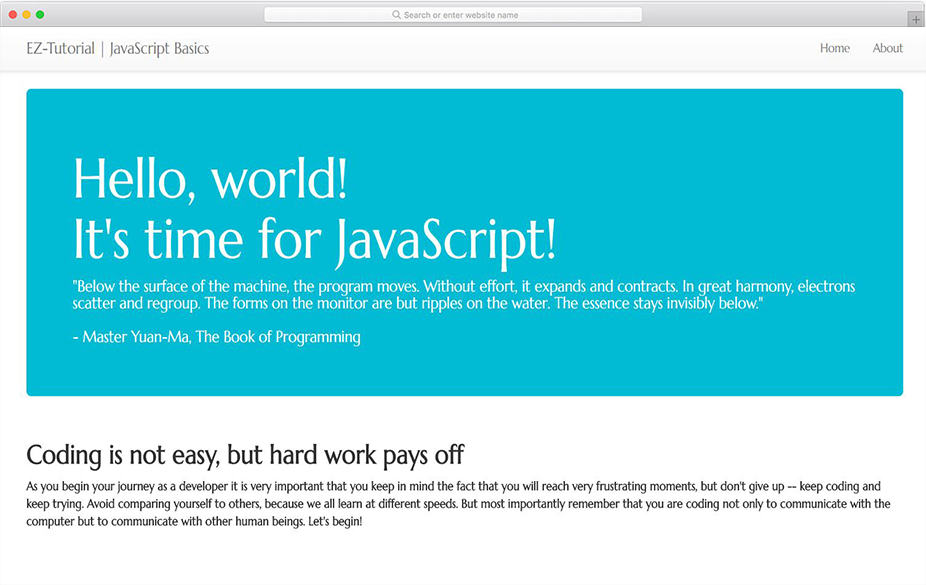 Search or enter website name
EZ-Tutorial | JavaScript Basics
Home
About
Hello, world!
It's time for JavaScript!
"Below the surface of the machine, the program moves. Without effort, it expands and contracts. In great harmony, electrons
scatter and regroup. The forms on the monitor are but ripples on the water. The essence stays invisibly below."
- Master Yuan-Ma, The Book of Programming
Coding is not easy, but hard work pays off
As you begin your journey as a developer it is very important that you keep in mind the fact that you will reach very frustrating moments, but don't give up -- keep coding and
keep trying. Avoid comparing yourself to others, because we all learn at different speeds. But most importantly remember that you are coding not only to communicate with the
computer but to communicate with other human beings. Let's begin!